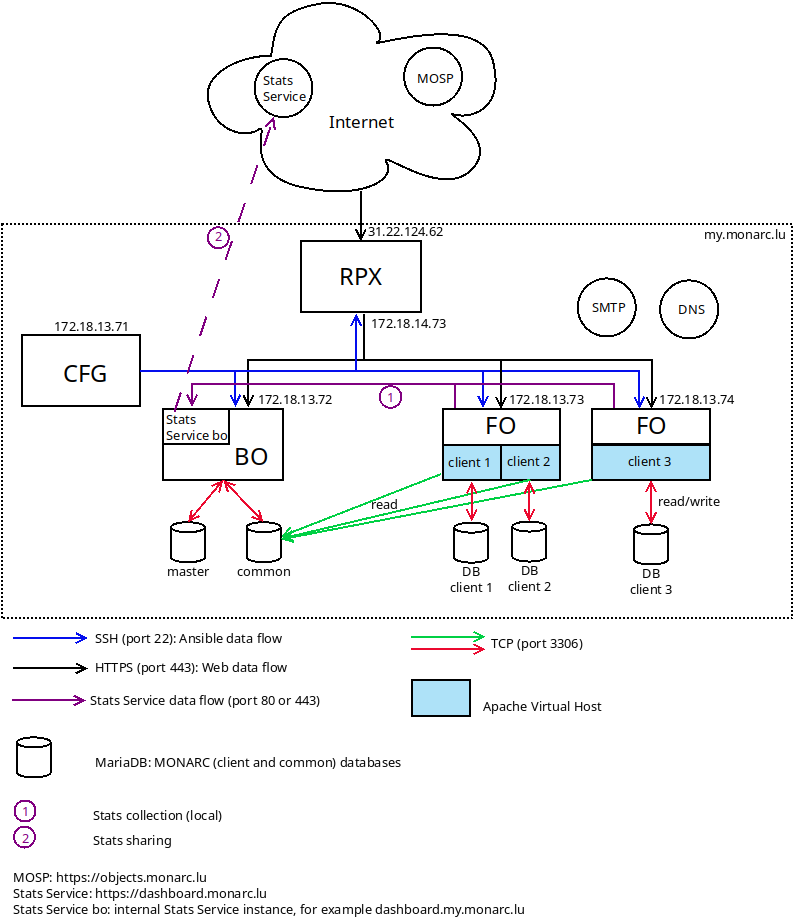 Stats
Service
MOSP
Internet
2
31.22.124.62
my.monarc.lu
RPX
SMTP
DNS
172.18.13.71
172.18.14.73
CFG
1
172.18.13.72
172.18.13.73
172.18.13.74
Stats
Service bo
BO
FO
FO
client 1
client 2
client 3
read
read/write
master
common
DB
client 1
DB
client 2
DB
client 3
SSH (port 22): Ansible data flow
TCP (port 3306)
HTTPS (port 443): Web data flow
Stats Service data flow (port 80 or 443)
Apache Virtual Host
MariaDB: MONARC (client and common) databases
1
Stats collection (local)
2
Stats sharing
MOSP: https://objects.monarc.lu
Stats Service: https://dashboard.monarc.lu
Stats Service bo: internal Stats Service instance, for example dashboard.my.monarc.lu